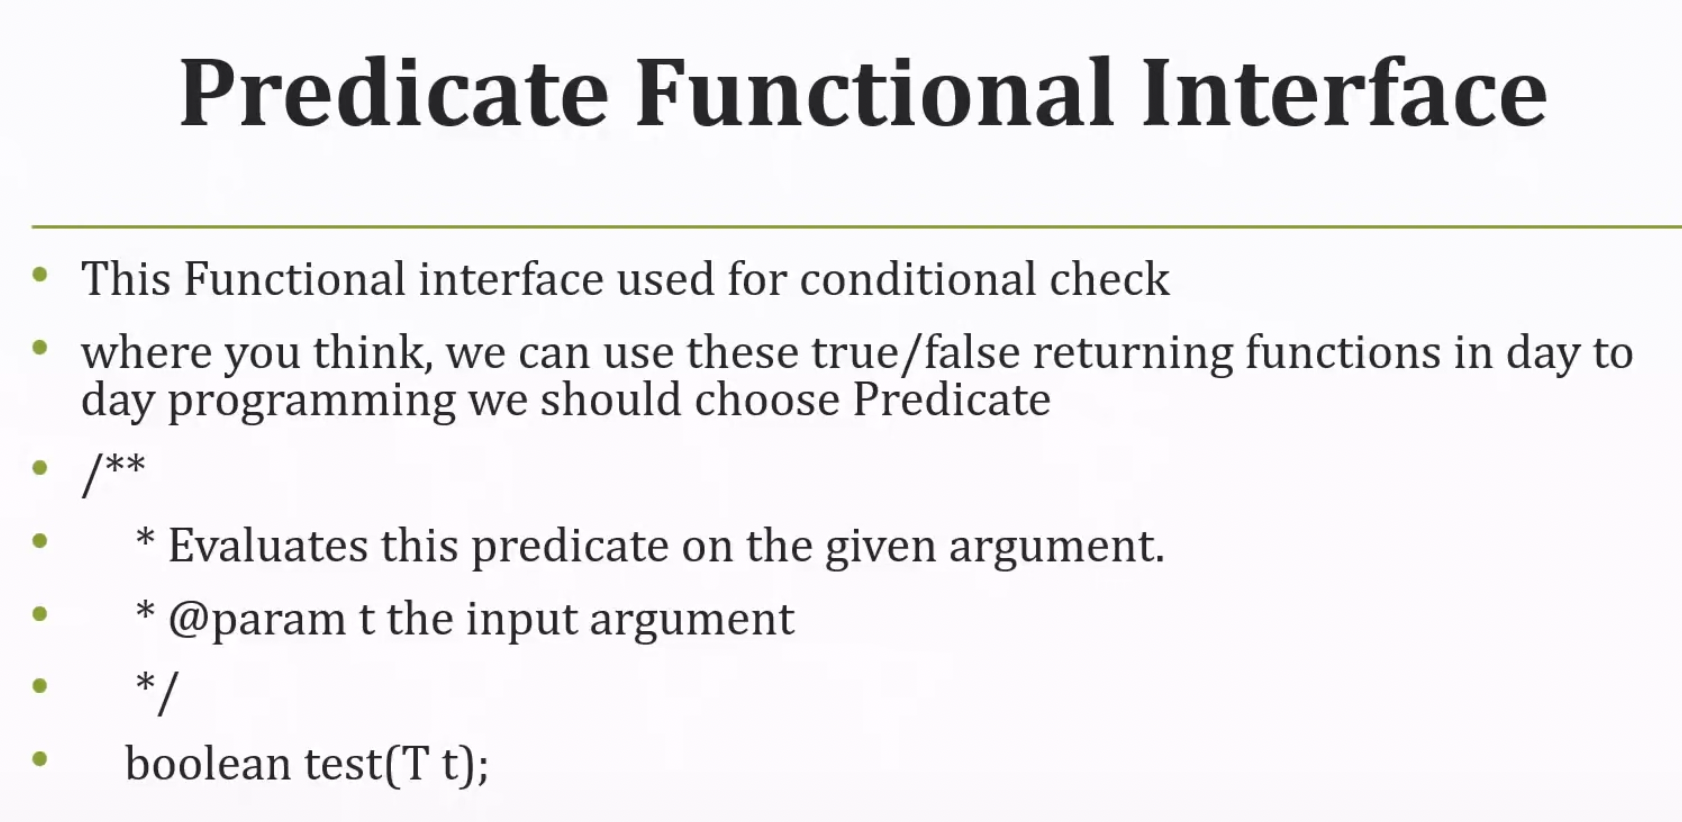 Predicate Functional Interface
• This Functional interface used for conditional check
• where you think, we can use these true/false returning functions in day to
day programming we should choose Predicate
• /**
• * Evaluates this predicate on the given argument.
• * @param t the input argument
• */
• boolean test(T t);